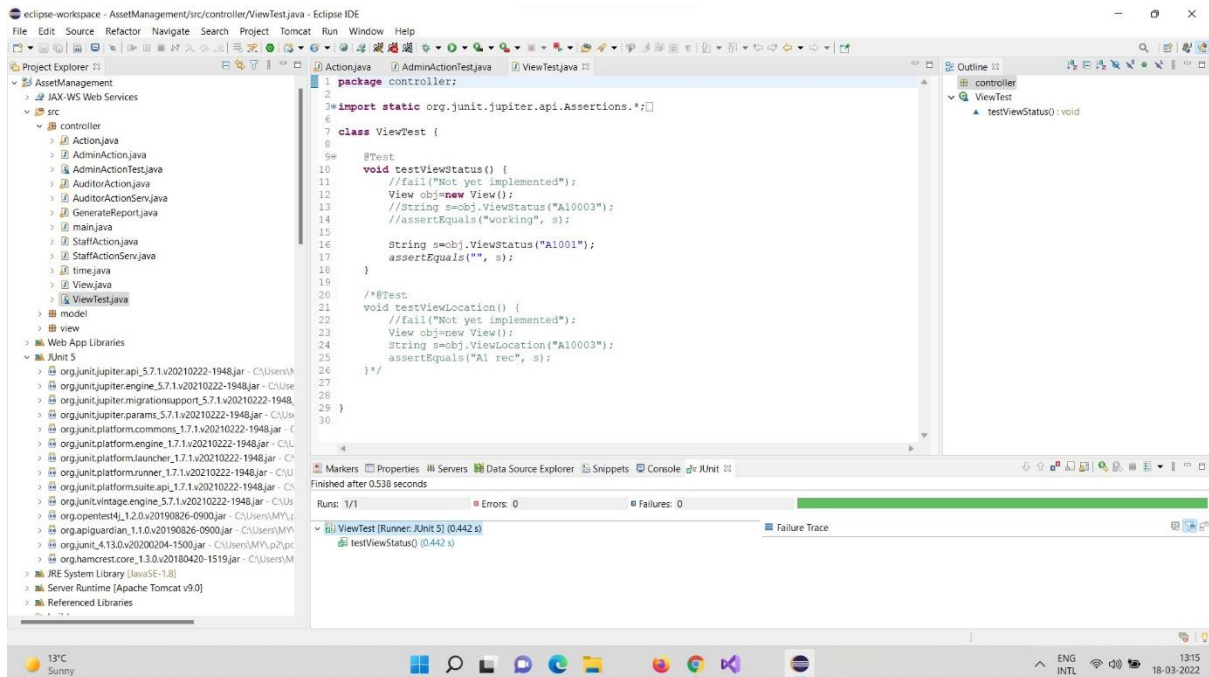 eclipse-workspace - AssetManagement/src/controller/ViewTest.java - Eclipse IDE
File Edit Source Refactor Navigate Search Project Tomcat Run Window Help
Project Explorer
AssetManagement
JAX-WS Web Services
src
controller
Action.java
AdminAction.java
AdminActionTest.java
AuditorAction.java
AuditorActionServ.java
GenerateReport.java
main.java
StaffAction.java
StaffActionServ.java
time.java
View.java
ViewTest.java
model
view
Web App Libraries
JUnit 5
org.junit.jupiter.api_5.7.1.v20210222-1948.jar - C:\Users\
org.junit.jupiter.engine_5.7.1.v20210222-1948.jar - C:\Use
org.junit.jupiter.migrationsupport_5.7.1.v20210222-1948.
org.junit.jupiter.params_5.7.1.v20210222-1948.jar - C:\Us
org.junit.platform.commons_1.7.1.v20210222-1948.jar - C
org.junit.platform.engine_1.7.1.v20210222-1948.jar - C:\U
org.junit.platform.launcher_1.7.1.v20210222-1948.jar - C:\
org.junit.platform.runner_1.7.1.v20210222-1948.jar - C:\U
org.junit.platform.suite.api_1.7.1.v20210222-1948.jar - C:\
org.junit.vintage.engine_5.7.1.v20210222-1948.jar - C:\Us
org.opentest4j_1.2.0.v20190826-0900.jar - C:\Users\MY\.p
org.apiguardian_1.1.0.v20190826-0900.jar - C:\Users\MY\
org.junit_4.13.0.v20200204-1500.jar - C:\Users\MY\.p2\po
org.hamcrest.core_1.3.0.v20180420-1519.jar - C:\Users\M
JRE System Library [JavaSE-1.8]
Server Runtime [Apache Tomcat v9.0]
Referenced Libraries
Action.java AdminActionTest.java ViewTest.java
1 package controller;
2
3 import static org.junit.jupiter.api.Assertions.*;
6
7 class ViewTest {
8
9 @Test
10 void testViewStatus() {
11 //fail("Not yet implemented");
12 View obj=new View();
13 //String s=obj.ViewStatus("A10003");
14 //assertEquals("working", s);
15
16 String s=obj.ViewStatus("A1001");
17 assertEquals("", s);
18 }
19
20 /*@Test
21 void testViewLocation() {
22 //fail("Not yet implemented");
23 View obj=new View();
24 String s=obj.ViewLocation("A10003");
25 assertEquals("A1 rec", s);
26 }*/
27
28
29 }
30
Outline
controller
ViewTest
testViewStatus() : void
Markers Properties Servers Data Source Explorer Snippets Console JUnit
Finished after 0.538 seconds
Runs: 1/1 Errors: 0 Failures: 0
ViewTest [Runner: JUnit 5] (0.442 s)
testViewStatus() (0.442 s)
Failure Trace
13°C
Sunny
ENG
INTL
13:15
18-03-2022